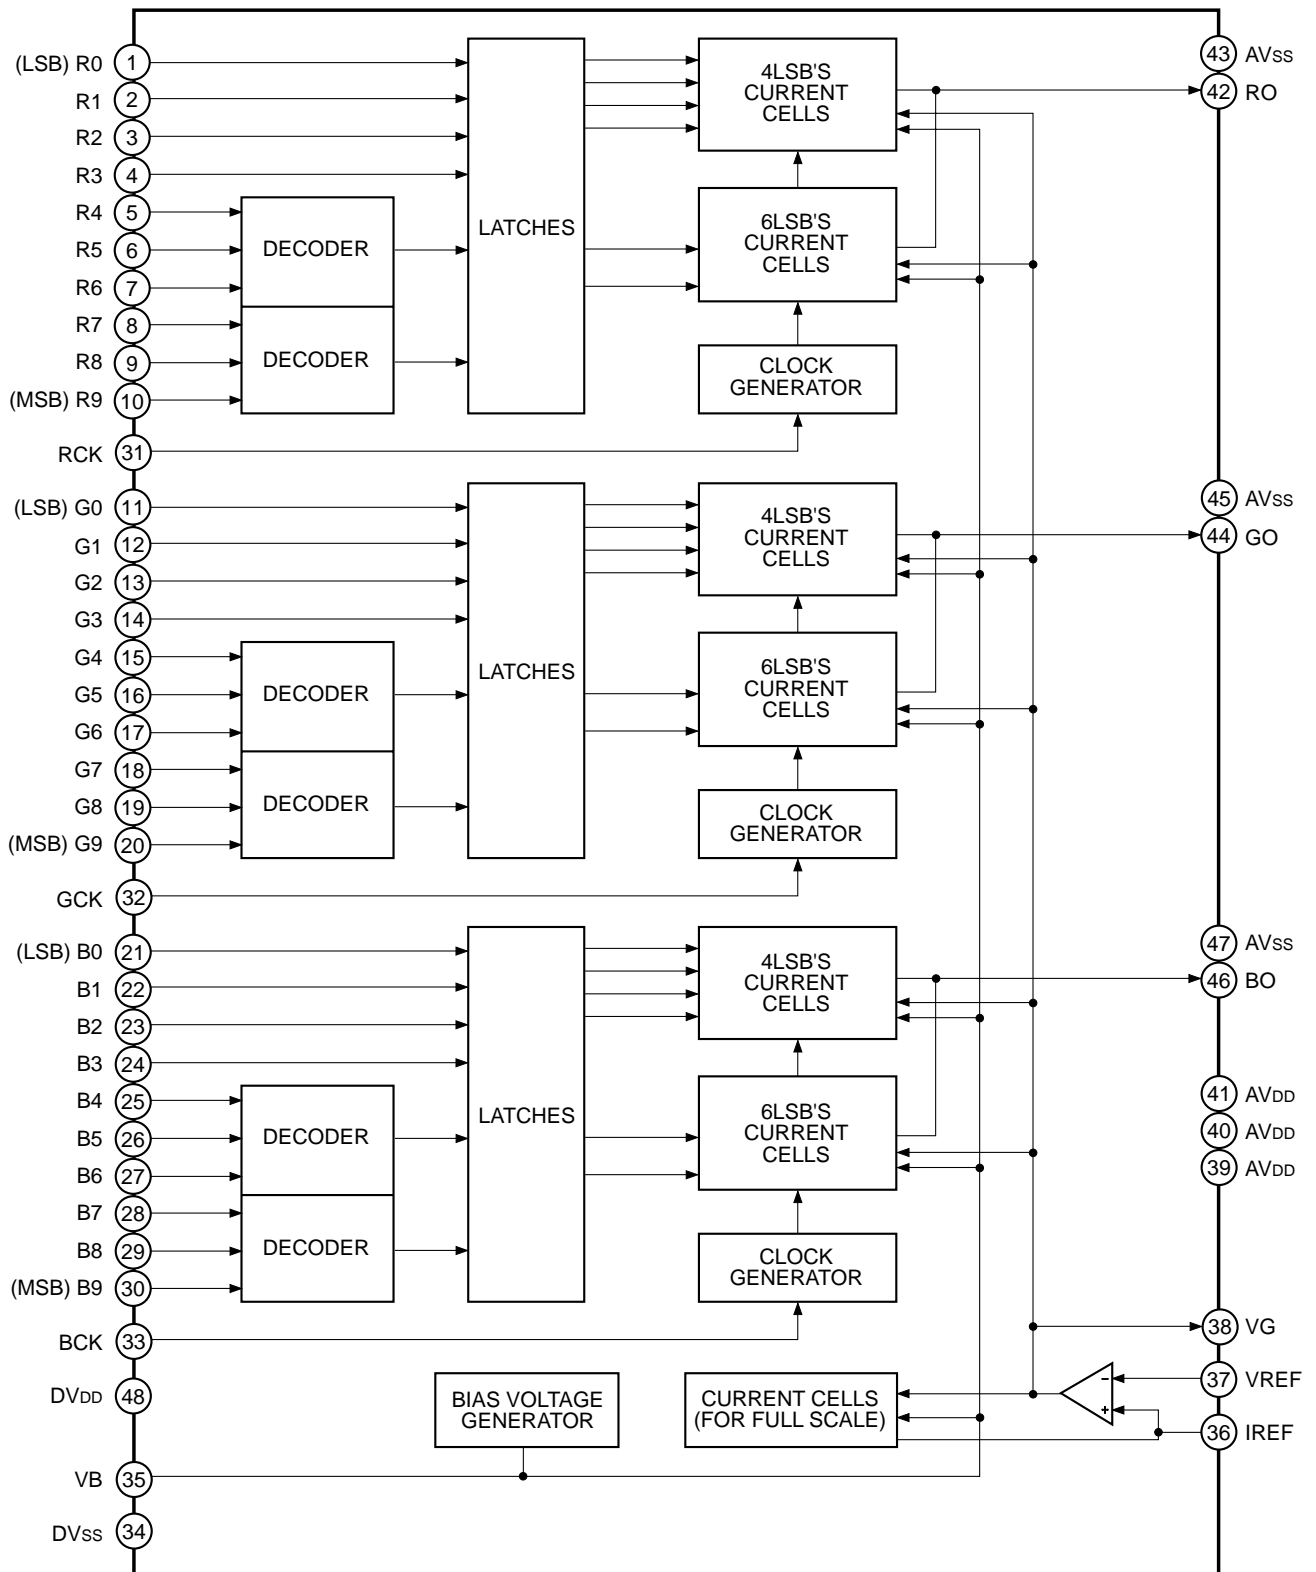 (LSB) R0 1
R1 2
R2 3
R3 4
R4 5
R5 6
R6 7
R7 8
R8 9
(MSB) R9 10
RCK 31
DECODER
DECODER
LATCHES
4LSB'S
CURRENT
CELLS
6LSB'S
CURRENT
CELLS
CLOCK
GENERATOR
43 AVSS
42 RO
(LSB) G0 11
G1 12
G2 13
G3 14
G4 15
G5 16
G6 17
G7 18
G8 19
(MSB) G9 20
GCK 32
DECODER
DECODER
LATCHES
4LSB'S
CURRENT
CELLS
6LSB'S
CURRENT
CELLS
CLOCK
GENERATOR
45 AVSS
44 GO
(LSB) B0 21
B1 22
B2 23
B3 24
B4 25
B5 26
B6 27
B7 28
B8 29
(MSB) B9 30
BCK 33
DECODER
DECODER
LATCHES
4LSB'S
CURRENT
CELLS
6LSB'S
CURRENT
CELLS
CLOCK
GENERATOR
47 AVSS
46 BO
41 AVDD
40 AVDD
39 AVDD
38 VG
37 VREF
36 IREF
DVDD 48
VB 35
DVSS 34
BIAS VOLTAGE
GENERATOR
CURRENT CELLS
(FOR FULL SCALE)
-
+